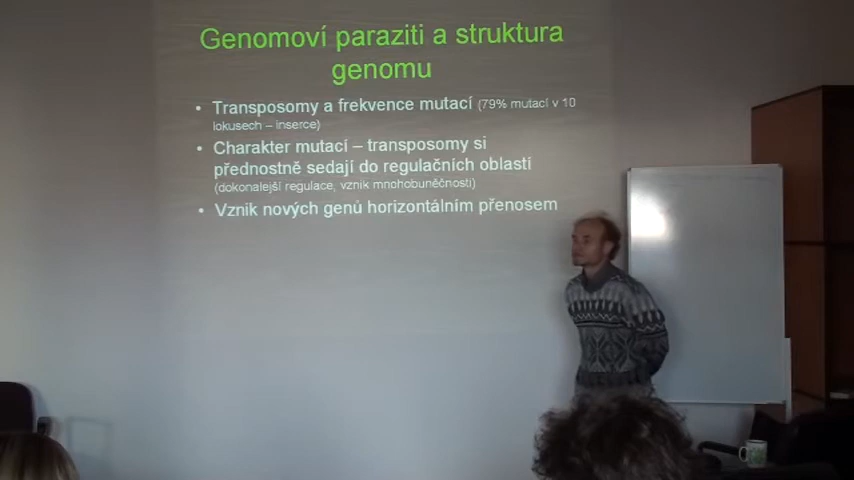 Genomoví paraziti a struktura
genomu
• Transposomy a frekvence mutací (79% mutací v 10
lokusech – inserce)
• Charakter mutací – transposomy si
přednostně sedají do regulačních oblastí
(dokonalejší regulace, vznik mnohobuněčnosti)
• Vznik nových genů horizontálním přenosem